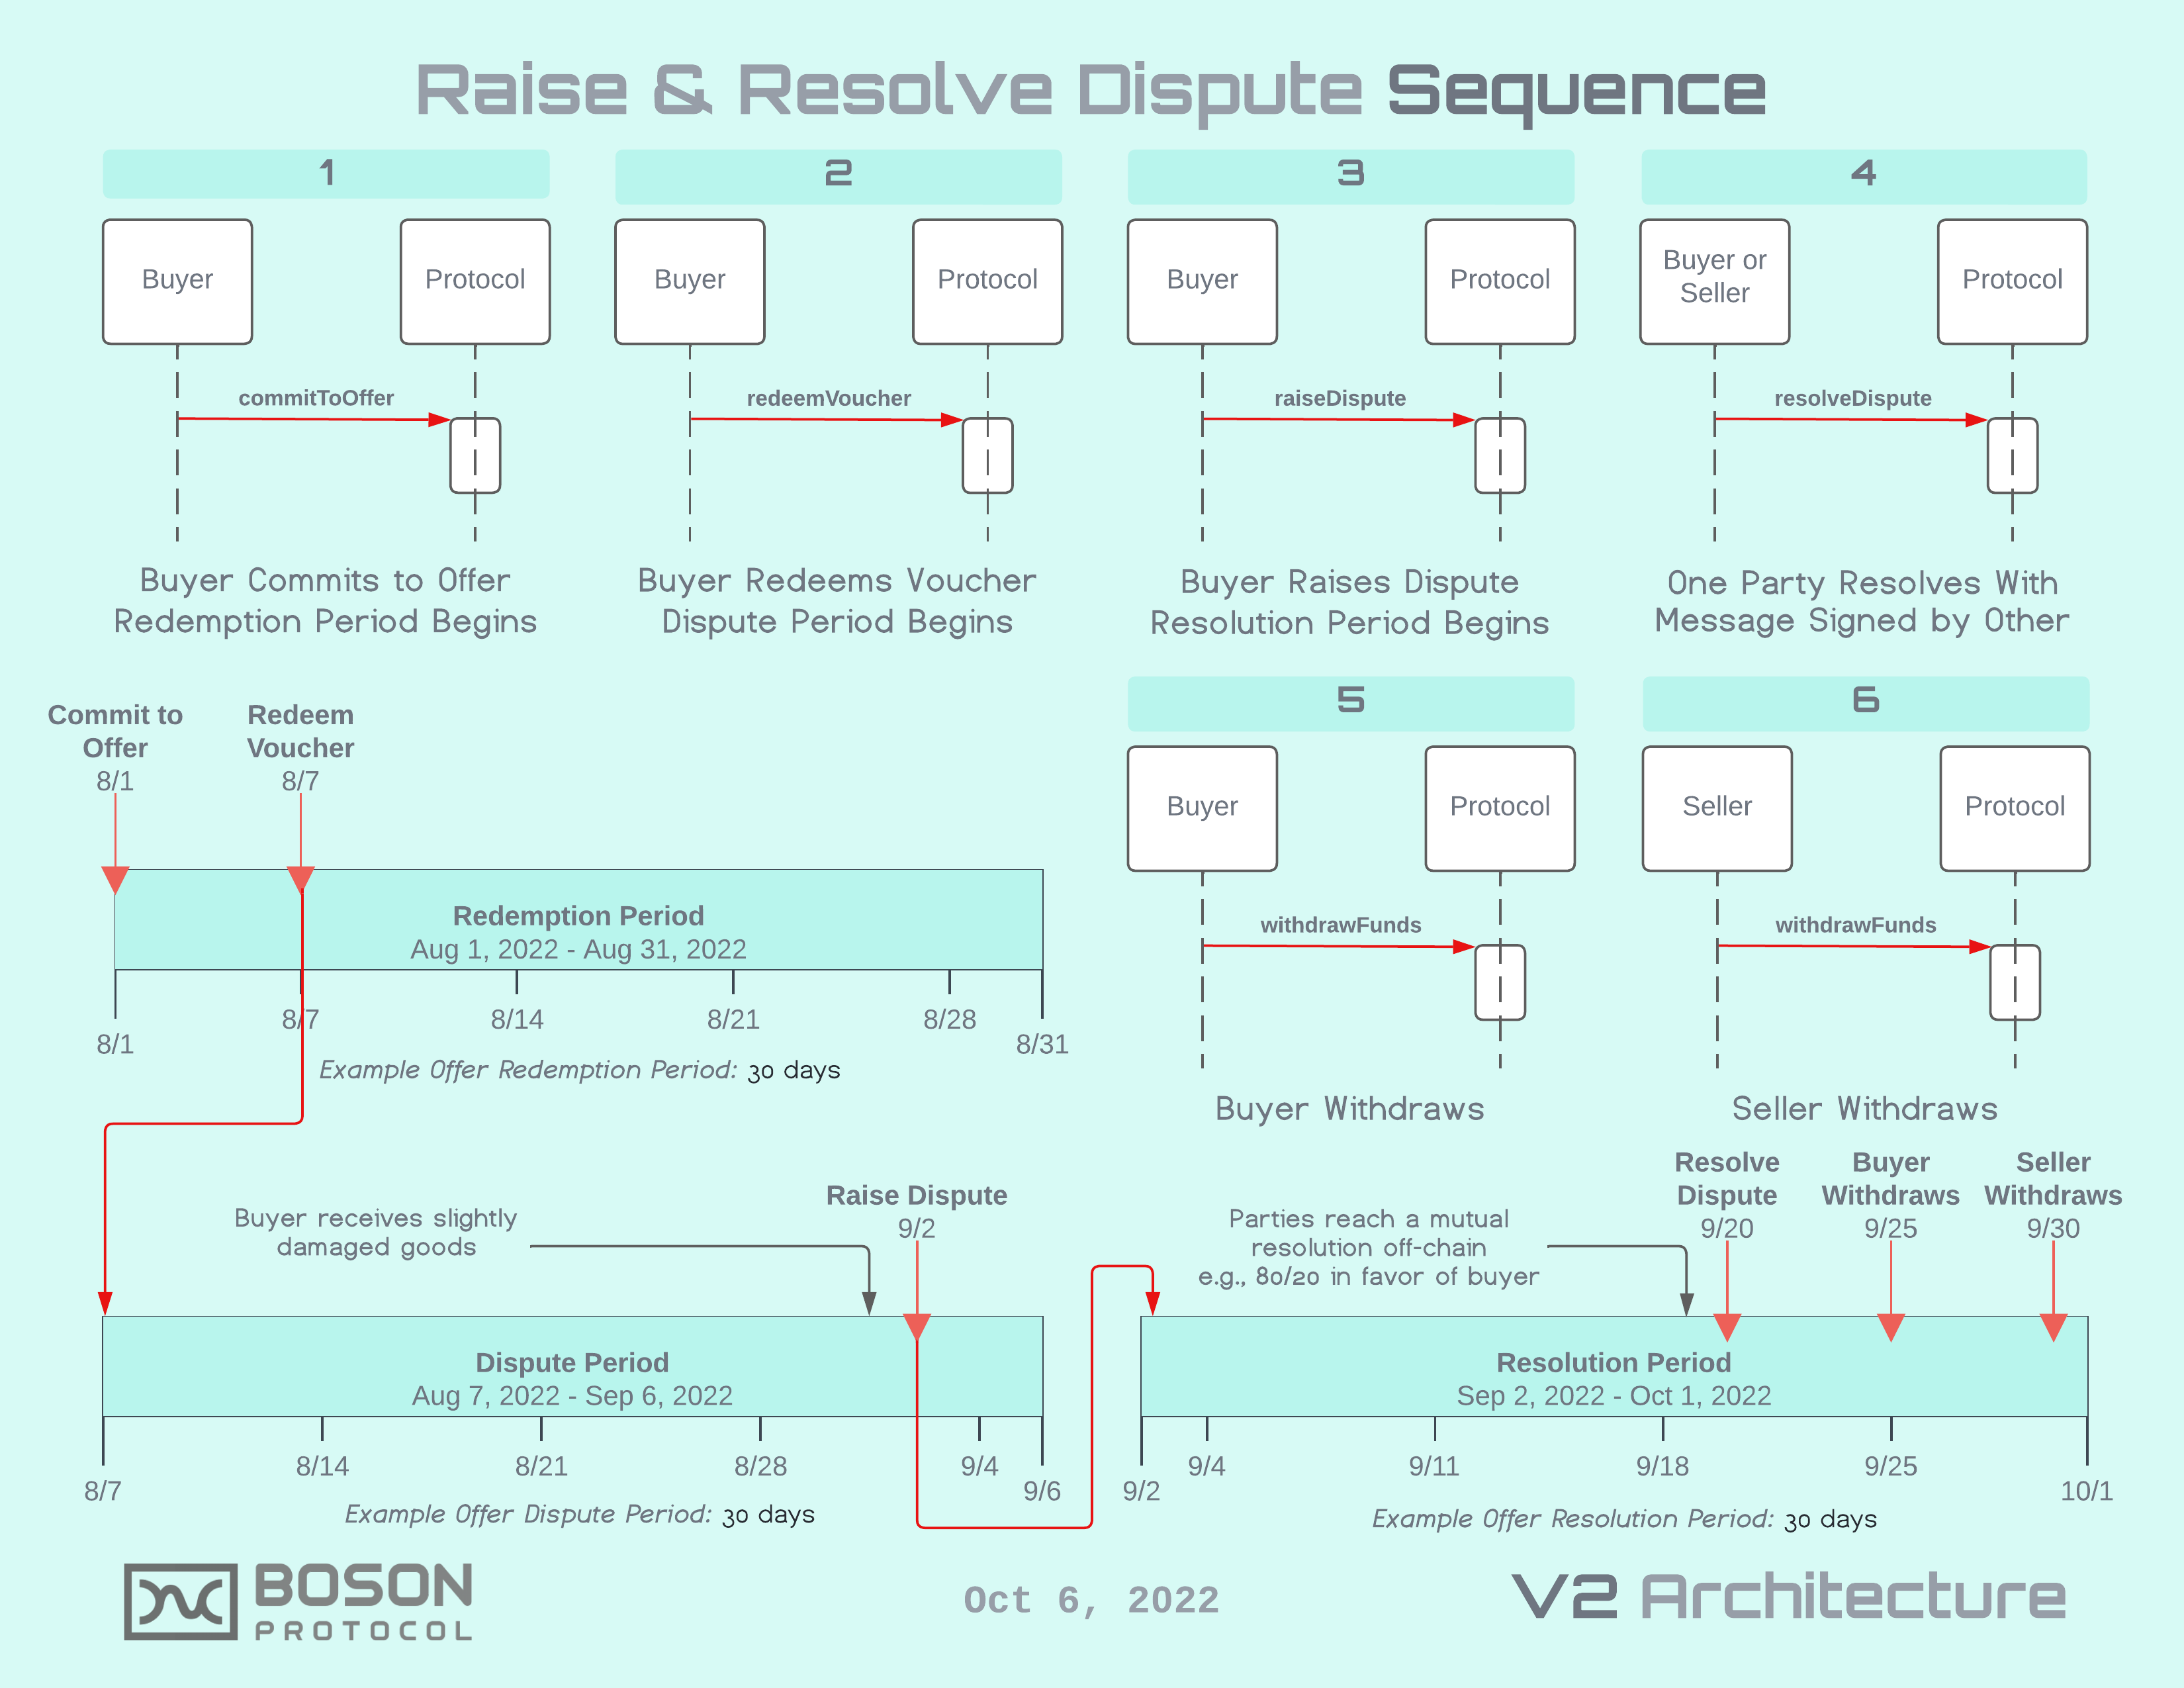 Raise & Resolve Dispute Sequence
1
Buyer
Protocol
commitToOffer
Buyer Commits to Offer
Redemption Period Begins
2
Buyer
Protocol
redeemVoucher
Buyer Redeems Voucher
Dispute Period Begins
3
Buyer
Protocol
raiseDispute
Buyer Raises Dispute
Resolution Period Begins
4
Buyer or
Seller
Protocol
resolveDispute
One Party Resolves With
Message Signed by Other
5
Buyer
Protocol
withdrawFunds
Buyer Withdraws
6
Seller
Protocol
withdrawFunds
Seller Withdraws
Commit to
Offer
8/1
Redeem
Voucher
8/7
Redemption Period
Aug 1, 2022 - Aug 31, 2022
8/1
8/7
8/14
8/21
8/28
8/31
Example Offer Redemption Period: 30 days
Buyer receives slightly
damaged goods
Raise Dispute
9/2
Dispute Period
Aug 7, 2022 - Sep 6, 2022
8/7
8/14
8/21
8/28
9/4
9/6
Example Offer Dispute Period: 30 days
Parties reach a mutual
resolution off-chain
e.g., 80/20 in favor of buyer
Resolve
Dispute
9/20
Buyer
Withdraws
9/25
Seller
Withdraws
9/30
Resolution Period
Sep 2, 2022 - Oct 1, 2022
9/2
9/4
9/11
9/18
9/25
10/1
Example Offer Resolution Period: 30 days
BOSON
PROTOCOL
Oct 6, 2022
V2 Architecture